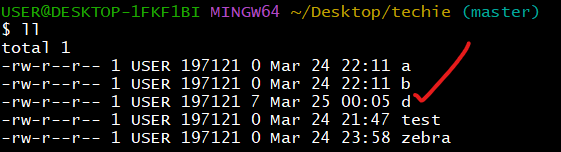 USER@DESKTOP-1FKF1BI MINGW64 ~/Desktop/techie (master)
$ ll
total 1
-rw-r--r-- 1 USER 197121 0 Mar 24 22:11 a
-rw-r--r-- 1 USER 197121 0 Mar 24 22:11 b
-rw-r--r-- 1 USER 197121 7 Mar 25 00:05 d
-rw-r--r-- 1 USER 197121 0 Mar 24 21:47 test
-rw-r--r-- 1 USER 197121 0 Mar 24 23:58 zebra